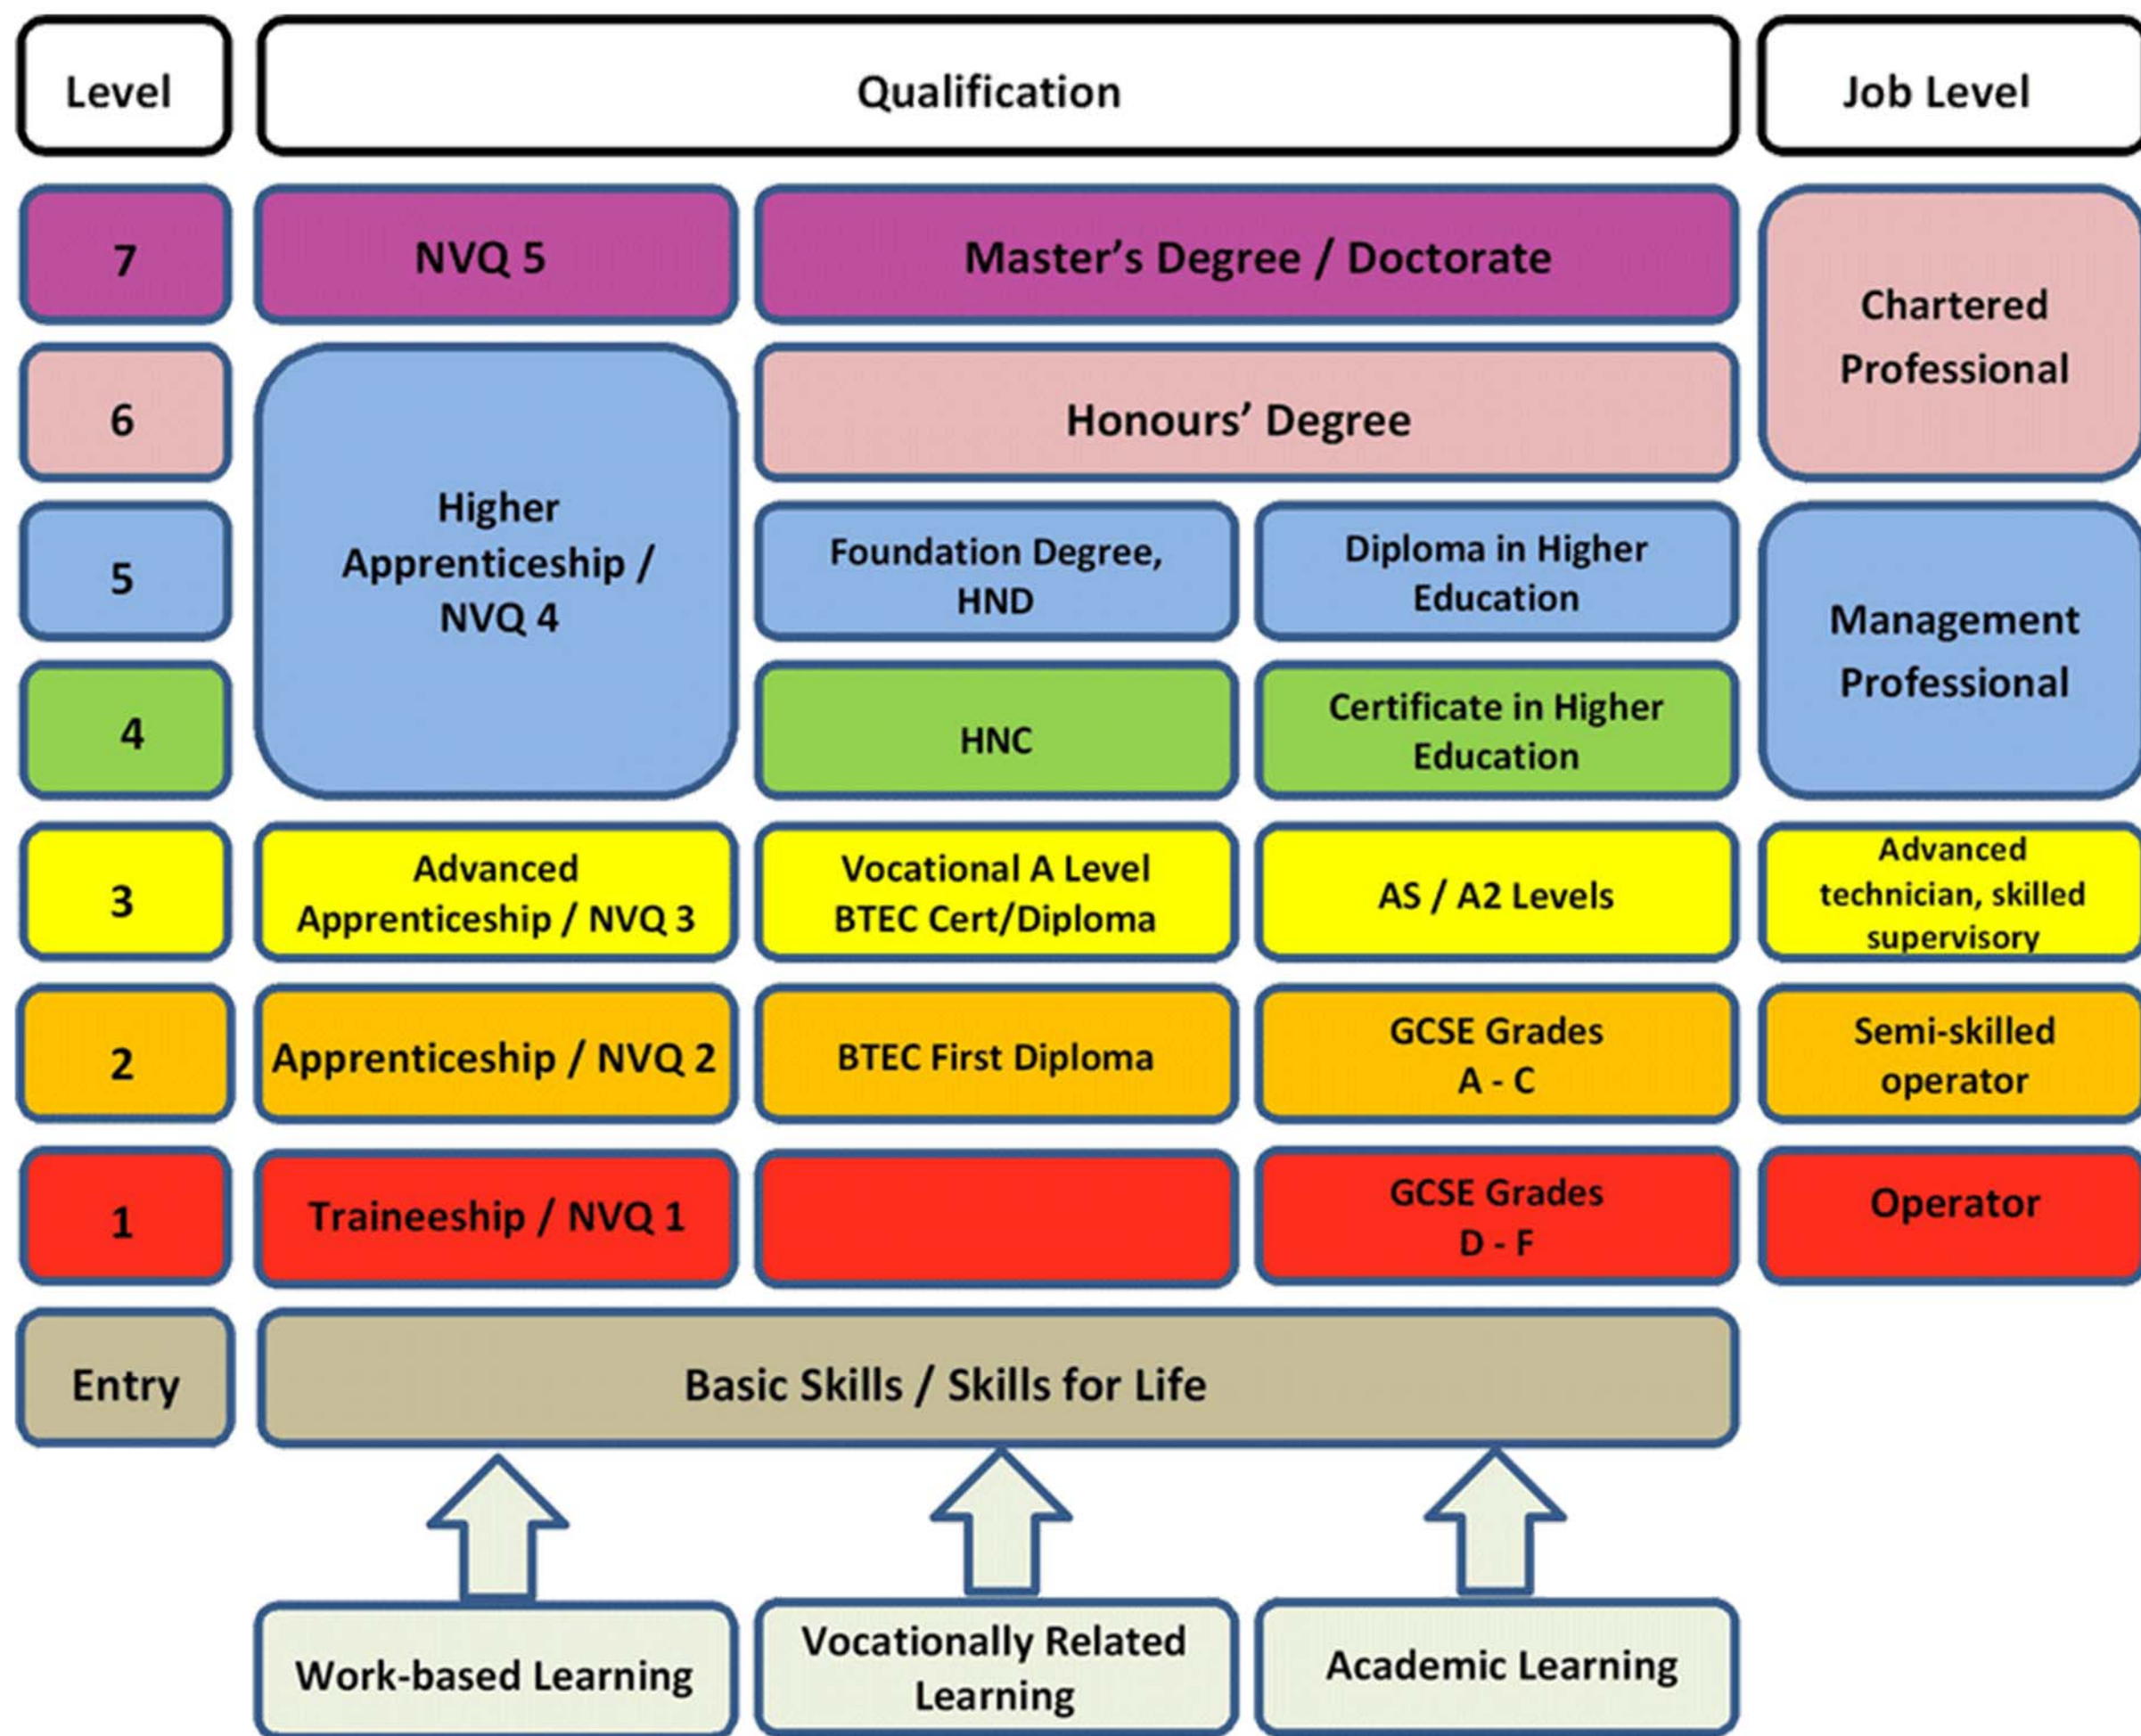 Level
Qualification
Job Level
7
NVQ 5
Master's Degree / Doctorate
Chartered
Professional
6
Honours' Degree
Higher
Apprenticeship /
NVQ 4
5
Foundation Degree,
HND
Diploma in Higher
Education
Management
Professional
4
HNC
Certificate in Higher
Education
3
Advanced
Apprenticeship / NVQ 3
Vocational A Level
BTEC Cert/Diploma
AS / A2 Levels
Advanced
technician, skilled
supervisory
2
Apprenticeship / NVQ 2
BTEC First Diploma
GCSE Grades
A - C
Semi-skilled
operator
1
Traineeship / NVQ 1
GCSE Grades
D - F
Operator
Entry
Basic Skills / Skills for Life
Work-based Learning
Vocationally Related
Learning
Academic Learning